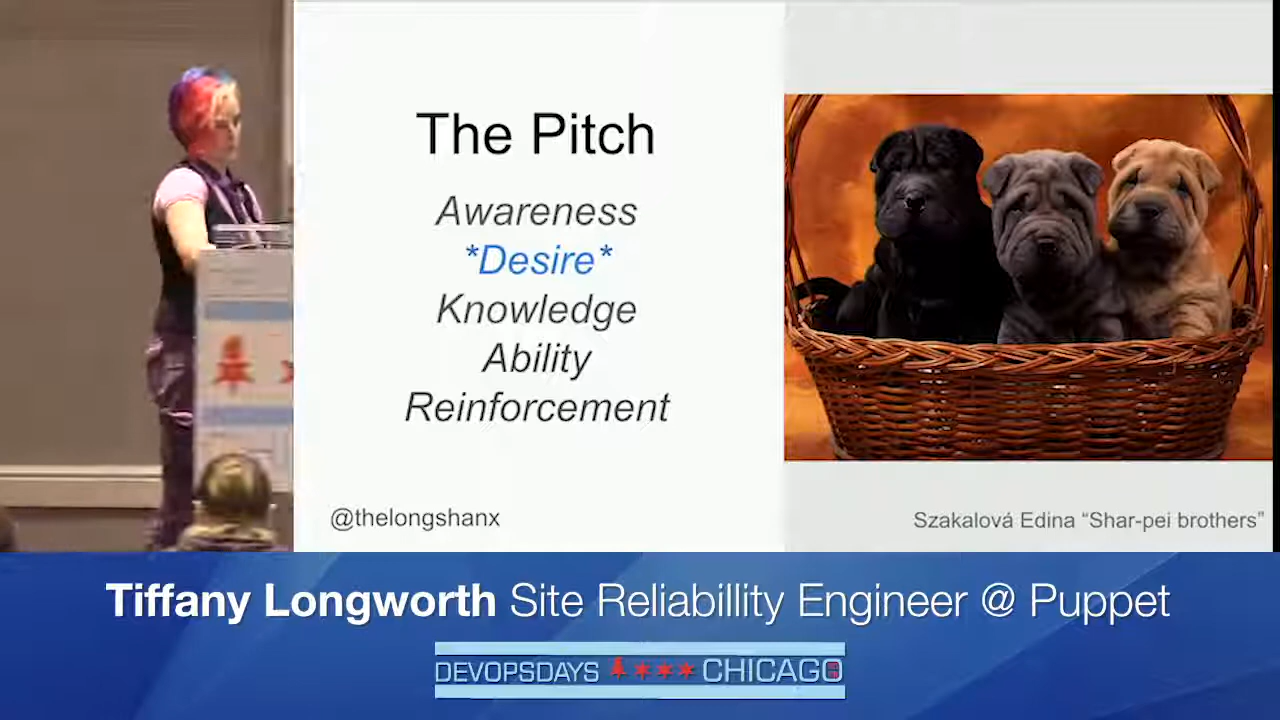 The Pitch
Awareness
*Desire*
Knowledge
Ability
Reinforcement
@thelongshanx
Szakalová Edina “Shar-pei brothers”
Tiffany Longworth Site Reliabillity Engineer @ Puppet
DEVOPSDAYS CHICAGO